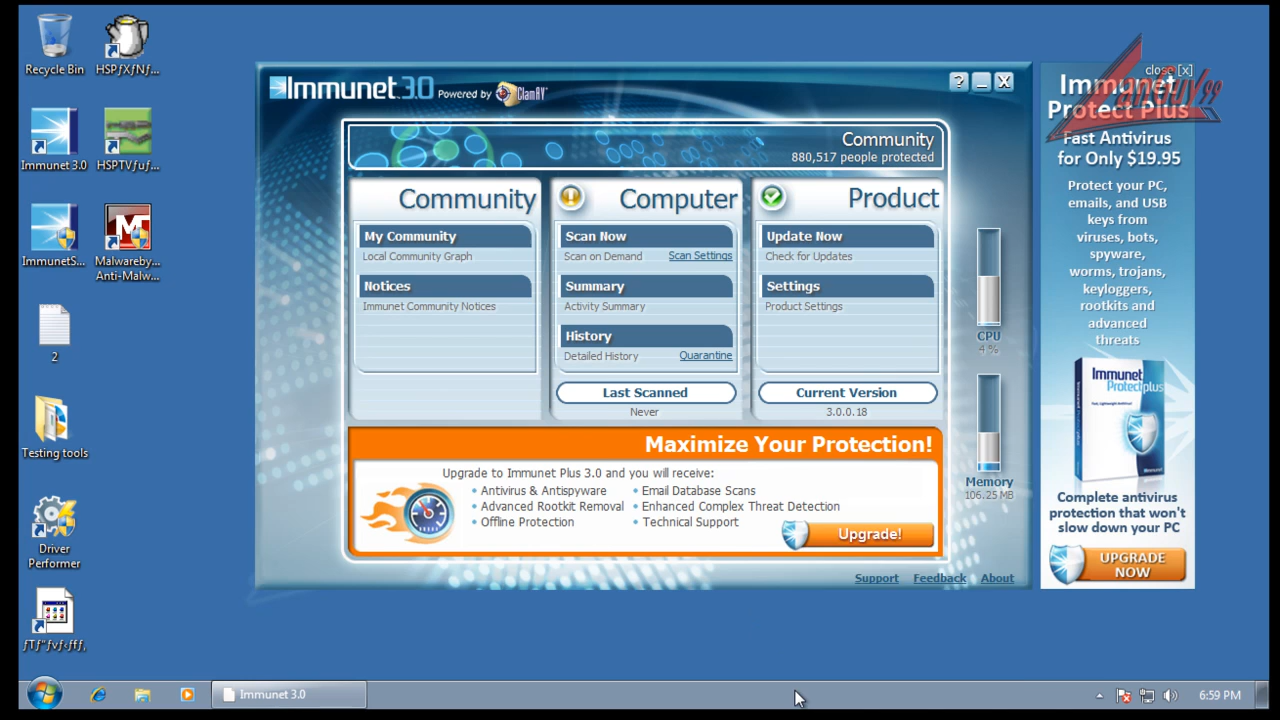 Recycle Bin
HSPƒXƒNƒ...
Immunet 3.0
HSPTVƒuƒ...
ImmunetS...
Malwareby...
Anti-Malw...
2
Testing tools
Driver
Performer
Immunet 3.0 Powered by ClamAV
Community
880,517 people protected
Community
My Community
Local Community Graph
Notices
Immunet Community Notices
Computer
Scan Now
Scan on Demand Scan Settings
Summary
Activity Summary
History
Detailed History Quarantine
Last Scanned
Never
Product
Update Now
Check for Updates
Settings
Product Settings
Current Version
3.0.0.18
CPU
4 %
Memory
106.25 MB
Maximize Your Protection!
Upgrade to Immunet Plus 3.0 and you will receive:
Antivirus & Antispyware
Advanced Rootkit Removal
Offline Protection
Email Database Scans
Enhanced Complex Threat Detection
Technical Support
Upgrade!
Support Feedback About
close [x]
Immunet
Protect Plus
Fast Antivirus
for Only $19.95
Protect your PC,
emails, and USB
keys from
viruses, bots,
spyware,
worms, trojans,
keyloggers,
rootkits and
advanced
threats
Immunet
Protect plus
Complete antivirus
protection that won't
slow down your PC
UPGRADE
NOW
Immunet 3.0
6:59 PM